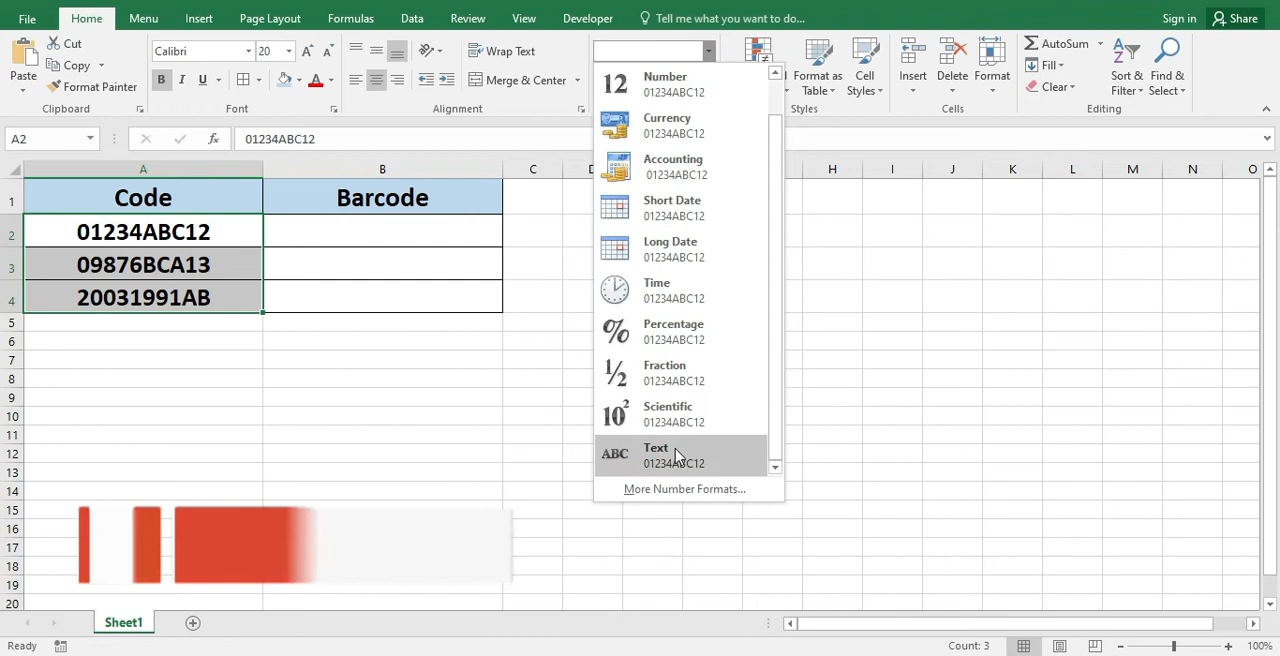 File Home Menu Insert Page Layout Formulas Data Review View Developer Tell me what you want to do... Sign in Share
Paste Cut Calibri 20 A A Wrap Text AutoSum
Copy B I U A Merge & Center Format as Table Cell Styles Insert Delete Format Fill Sort & Filter Find & Select
Format Painter Clear
Clipboard Font Alignment Styles Cells Editing
A2 fx 01234ABC12
A B C D H I J K L M N O
1 Code Barcode
2 01234ABC12
3 09876BCA13
4 20031991AB
5
6
7
8
9
10
11
12
13
14
15
16
17
18
19
20
12 Number
01234ABC12
Currency
01234ABC12
Accounting
01234ABC12
Short Date
01234ABC12
Long Date
01234ABC12
Time
01234ABC12
% Percentage
01234ABC12
½ Fraction
01234ABC12
10² Scientific
01234ABC12
ABC Text
01234ABC12
More Number Formats...
Sheet1
Ready Count: 3 100%